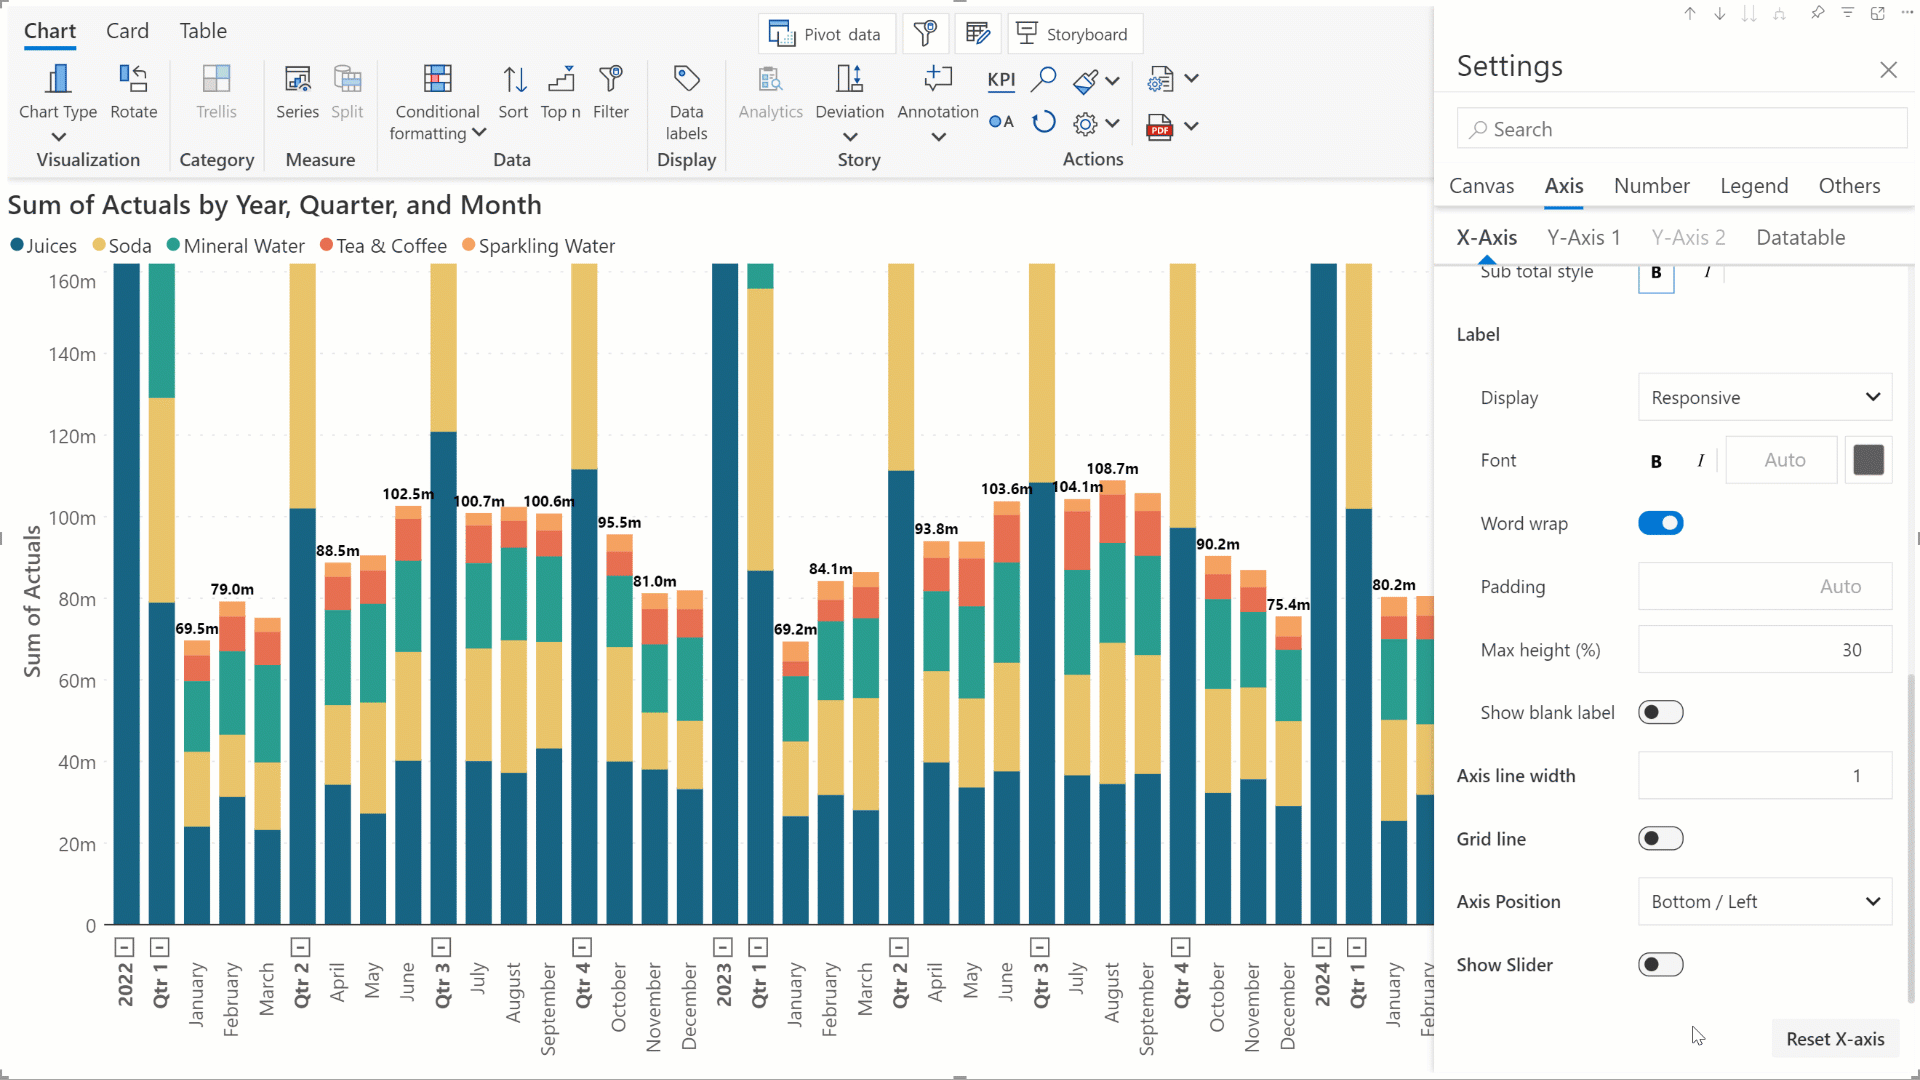 Chart Card Table
Pivot data
Storyboard
Chart Type
Rotate
Trellis
Series
Split
Conditional
formatting
Sort
Top n
Filter
Data
labels
Analytics
Deviation
Annotation
KPI
A
PDF
Visualization
Category
Measure
Data
Display
Story
Actions
Sum of Actuals by Year, Quarter, and Month
Juices Soda Mineral Water Tea & Coffee Sparkling Water
Sum of Actuals
160m
140m
120m
100m
80m
60m
40m
20m
0
69.5m
79.0m
88.5m
102.5m
100.7m
100.6m
95.5m
81.0m
69.2m
84.1m
93.8m
103.6m
104.1m
108.7m
90.2m
75.4m
80.2m
2022
Qtr 1
January
February
March
Qtr 2
April
May
June
Qtr 3
July
August
September
Qtr 4
October
November
December
2023
Qtr 1
January
February
March
Qtr 2
April
May
June
Qtr 3
July
August
September
Qtr 4
October
November
December
2024
Qtr 1
January
February
Settings
Search
Canvas Axis Number Legend Others
X-Axis Y-Axis 1 Y-Axis 2 Datatable
Sub total style B I
Label
Display Responsive
Font B I Auto
Word wrap
Padding Auto
Max height (%) 30
Show blank label
Axis line width 1
Grid line
Axis Position Bottom / Left
Show Slider
Reset X-axis